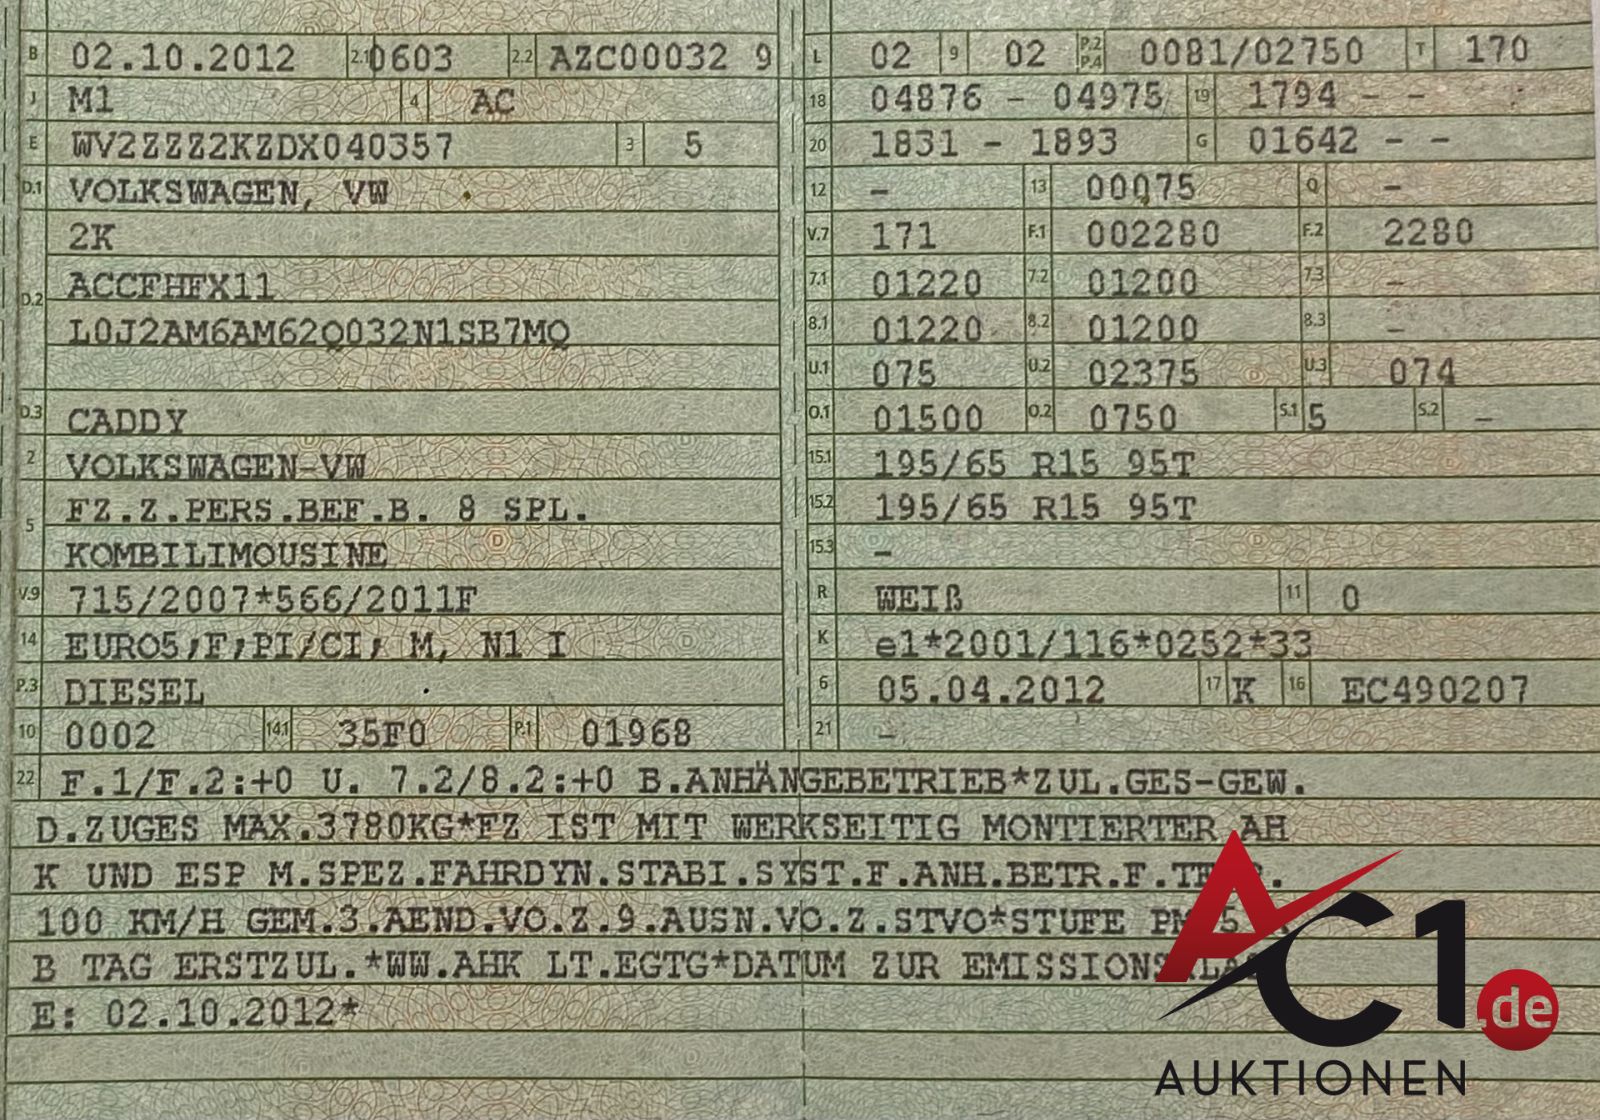 B 02.10.2012 2.1 0603 2.2 AZC00032 9
J M1 4 AC
E WV2ZZZ2KZDX040357 3 5
D.1 VOLKSWAGEN, VW
2K
D.2 ACCFHFX11
L0J2AM6AM62Q032N1SB7MQ
D.3 CADDY
2 VOLKSWAGEN-VW
5 FZ.Z.PERS.BEF.B. 8 SPL.
KOMBILIMOUSINE
V.9 715/2007*566/2011F
14 EURO5;F;PI/CI; M, N1 I
P.3 DIESEL
10 0002 14.1 35F0 P.1 01968
L 02 9 02 P.2 P.4 0081/02750 T 170
18 04876 - 04975 19 1794 - -
20 1831 - 1893 G 01642 - -
12 - 13 00075 Q -
V.7 171 F.1 002280 F.2 2280
7.1 01220 7.2 01200 7.3 -
8.1 01220 8.2 01200 8.3 -
U.1 075 U.2 02375 U.3 074
O.1 01500 O.2 0750 S.1 5 S.2 -
15.1 195/65 R15 95T
15.2 195/65 R15 95T
15.3 -
R WEIß 11 0
K e1*2001/116*0252*33
6 05.04.2012 17 K 16 EC490207
21 -
22 F.1/F.2:+0 U. 7.2/8.2:+0 B.ANHÄNGEBETRIEB*ZUL.GES-GEW.
D.ZUGES MAX.3780KG*FZ IST MIT WERKSEITIG MONTIERTER AH
K UND ESP M.SPEZ.FAHRDYN.STABI.SYST.F.ANH.BETR.F.
100 KM/H GEM.3.AEND.VO.Z.9.AUSN.VO.Z.STVO*STUFE
B TAG ERSTZUL.*WW.AHK LT.EGTG*DATUM ZUR
E: 02.10.2012*
AC1.de
AUKTIONEN